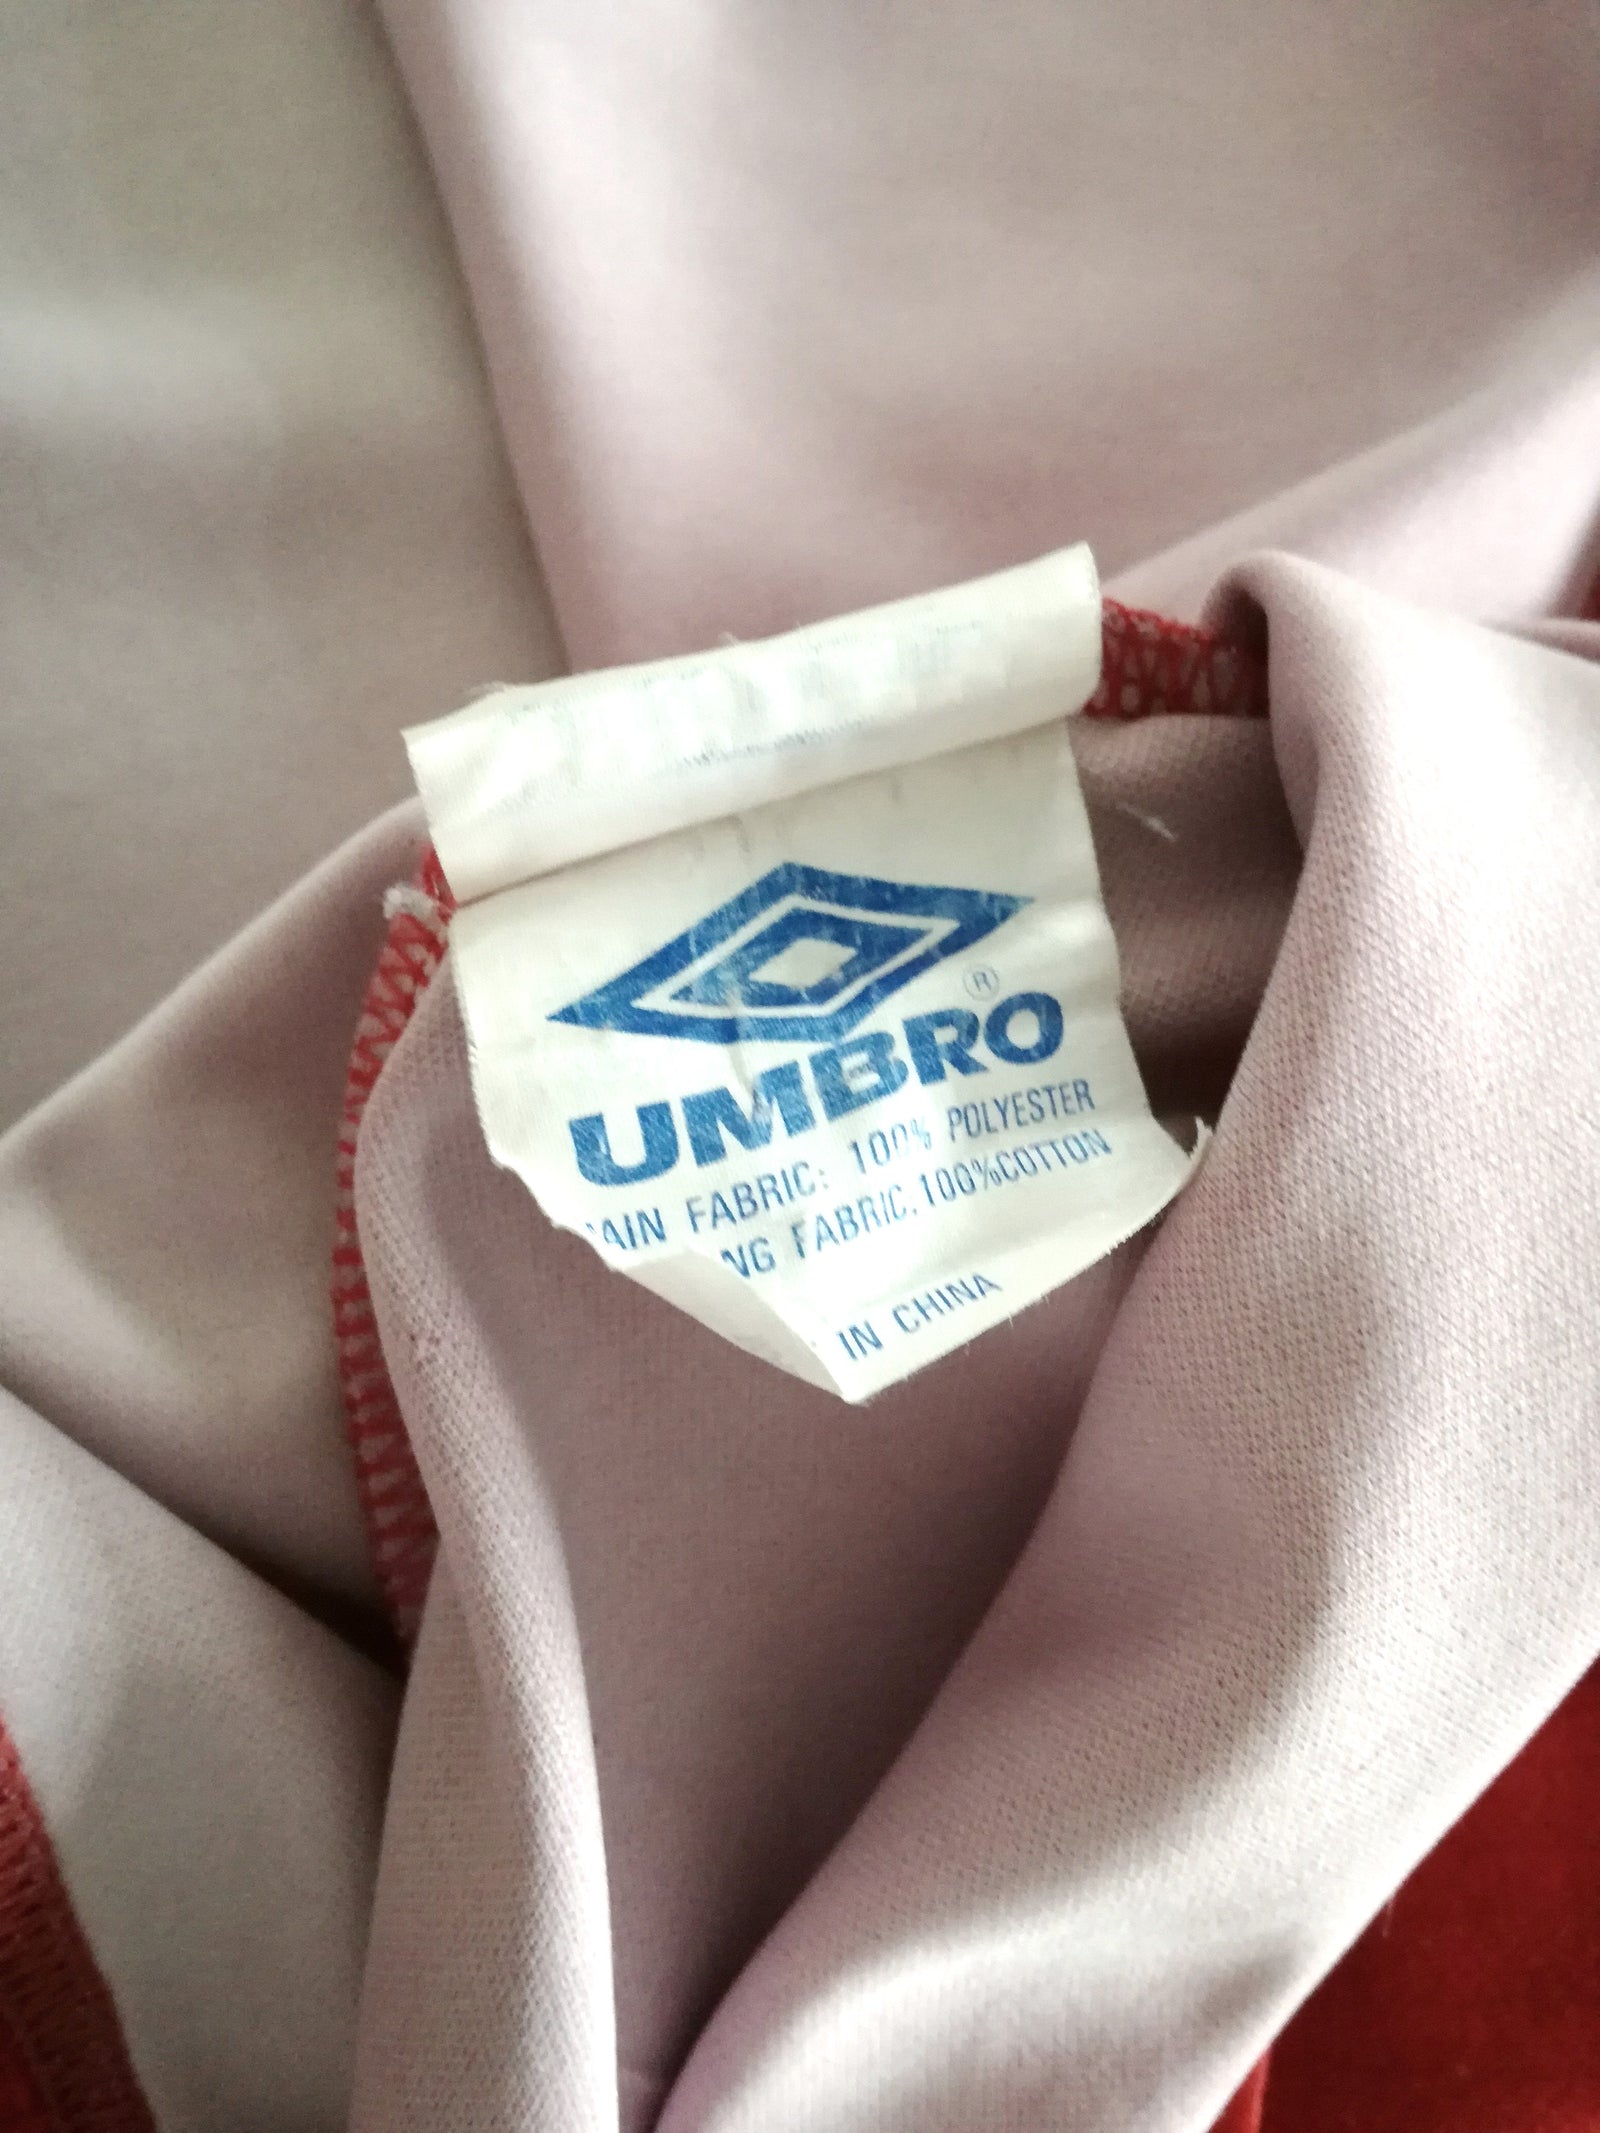 ®
UMBRO
AIN FABRIC: 100% POLYESTER
NG FABRIC.100%COTTON
IN CHINA